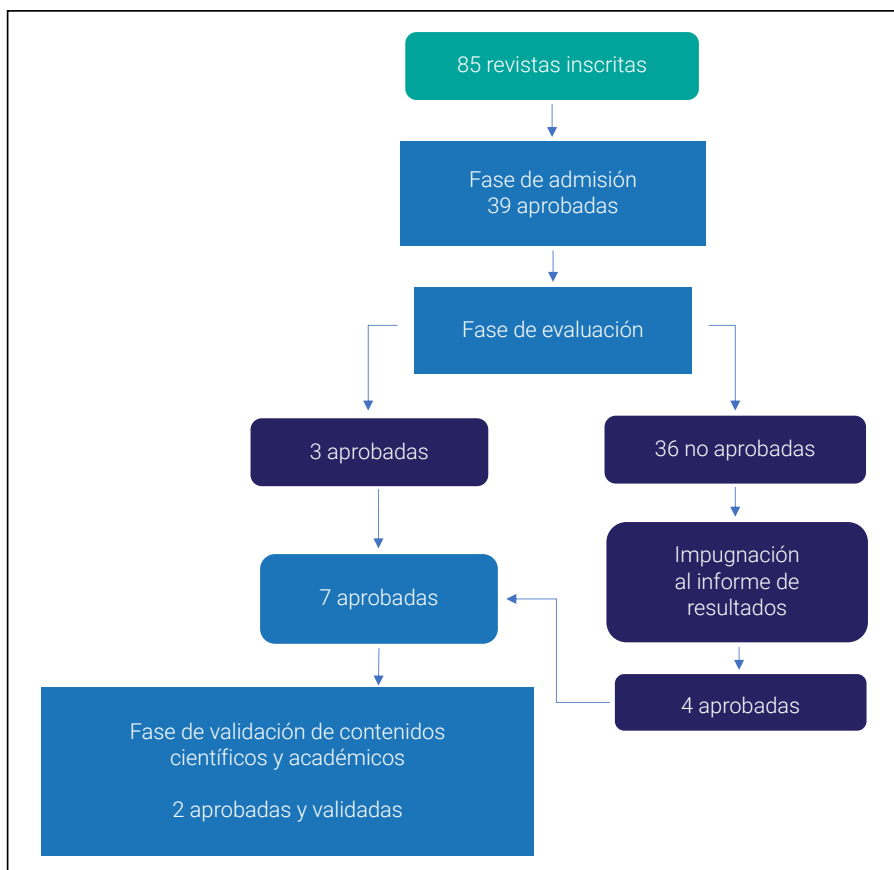 85 revistas inscritas
Fase de admisión
39 aprobadas
Fase de evaluación
3 aprobadas
36 no aprobadas
Impugnación
al informe de
resultados
7 aprobadas
4 aprobadas
Fase de validación de contenidos
científicos y académicos
2 aprobadas y validadas